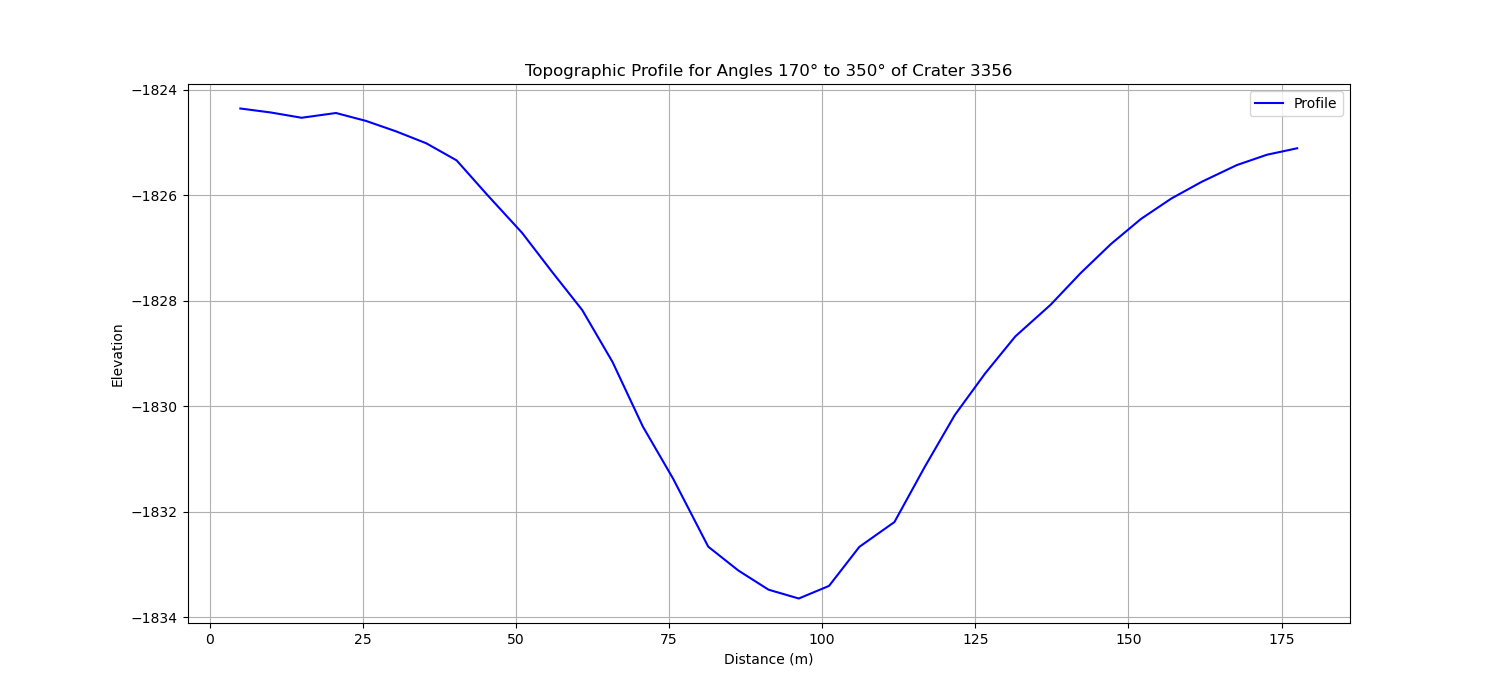 Topographic Profile for Angles 170° to 350° of Crater 3356
Profile
Elevation
−1824
−1826
−1828
−1830
−1832
−1834
0 25 50 75 100 125 150 175
Distance (m)